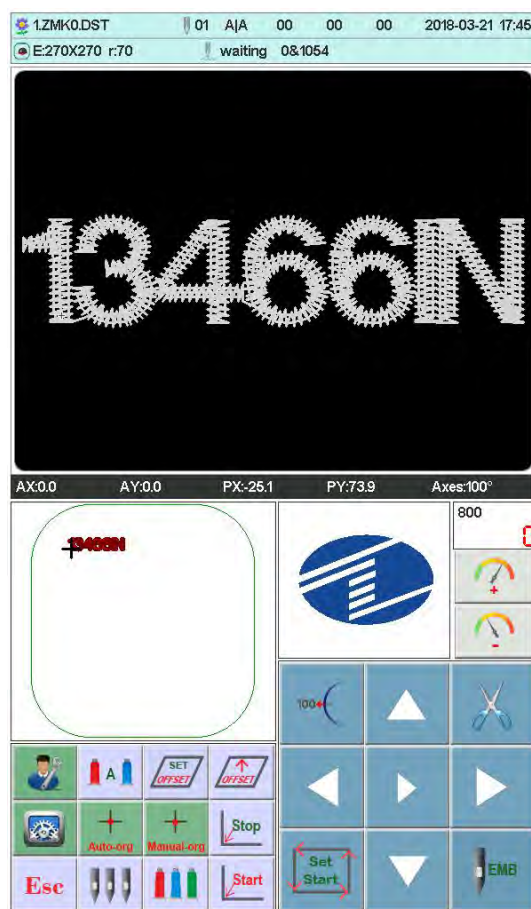 1.ZMK0.DST 01 A|A 00 00 00 2018-03-21 17:45
E:270X270 r:70 waiting 0&1054
13466IN
AX:0.0 AY:0.0 PX:-25.1 PY:73.9 Axes:100°
13466IN
800
+
-
100
A
SET OFFSET
OFFSET
Auto-org
Manual-org
Stop
Esc
Start
Set
Start
EMB